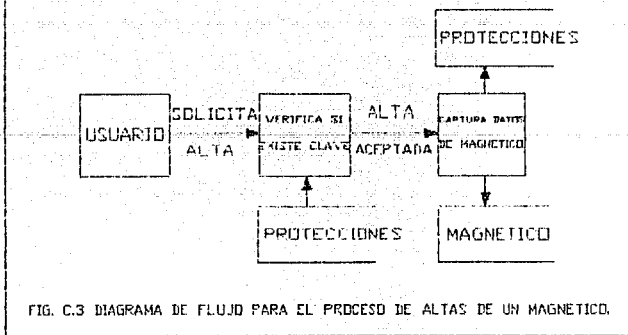 PROTECCIONES
USUARIO
SOLICITA
ALTA
VERIFICA SI
EXISTE CLAVE
ALTA
ACEPTADA
CAPTURA DATOS
DE MAGNETICO
PROTECCIONES
MAGNETICO
FIG. C.3 DIAGRAMA DE FLUJO PARA EL PROCESO DE ALTAS DE UN MAGNETICO.